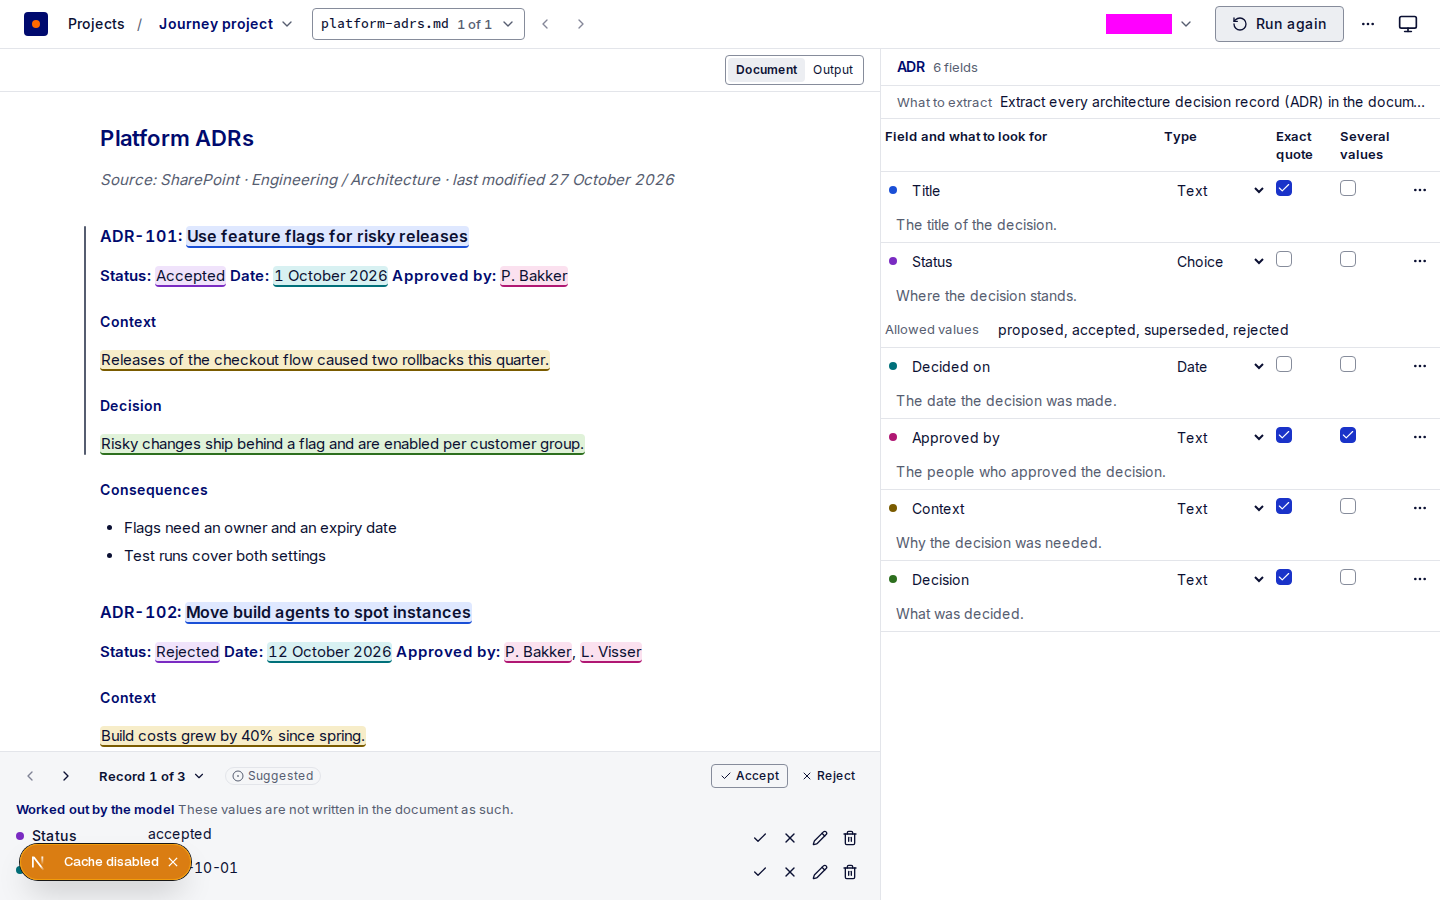 Projects / Journey project platform-adrs.md 1 of 1 Run again
Document Output
Platform ADRs
Source: SharePoint · Engineering / Architecture · last modified 27 October 2026
ADR-101: Use feature flags for risky releases
Status: Accepted Date: 1 October 2026 Approved by: P. Bakker
Context
Releases of the checkout flow caused two rollbacks this quarter.
Decision
Risky changes ship behind a flag and are enabled per customer group.
Consequences
• Flags need an owner and an expiry date
• Test runs cover both settings
ADR-102: Move build agents to spot instances
Status: Rejected Date: 12 October 2026 Approved by: P. Bakker, L. Visser
Context
Build costs grew by 40% since spring.
Record 1 of 3 Suggested Accept Reject
Worked out by the model These values are not written in the document as such.
Status accepted
-10-01
Cache disabled
ADR 6 fields
What to extract Extract every architecture decision record (ADR) in the docum...
Field and what to look for Type Exact quote Several values
Title Text
The title of the decision.
Status Choice
Where the decision stands.
Allowed values proposed, accepted, superseded, rejected
Decided on Date
The date the decision was made.
Approved by Text
The people who approved the decision.
Context Text
Why the decision was needed.
Decision Text
What was decided.